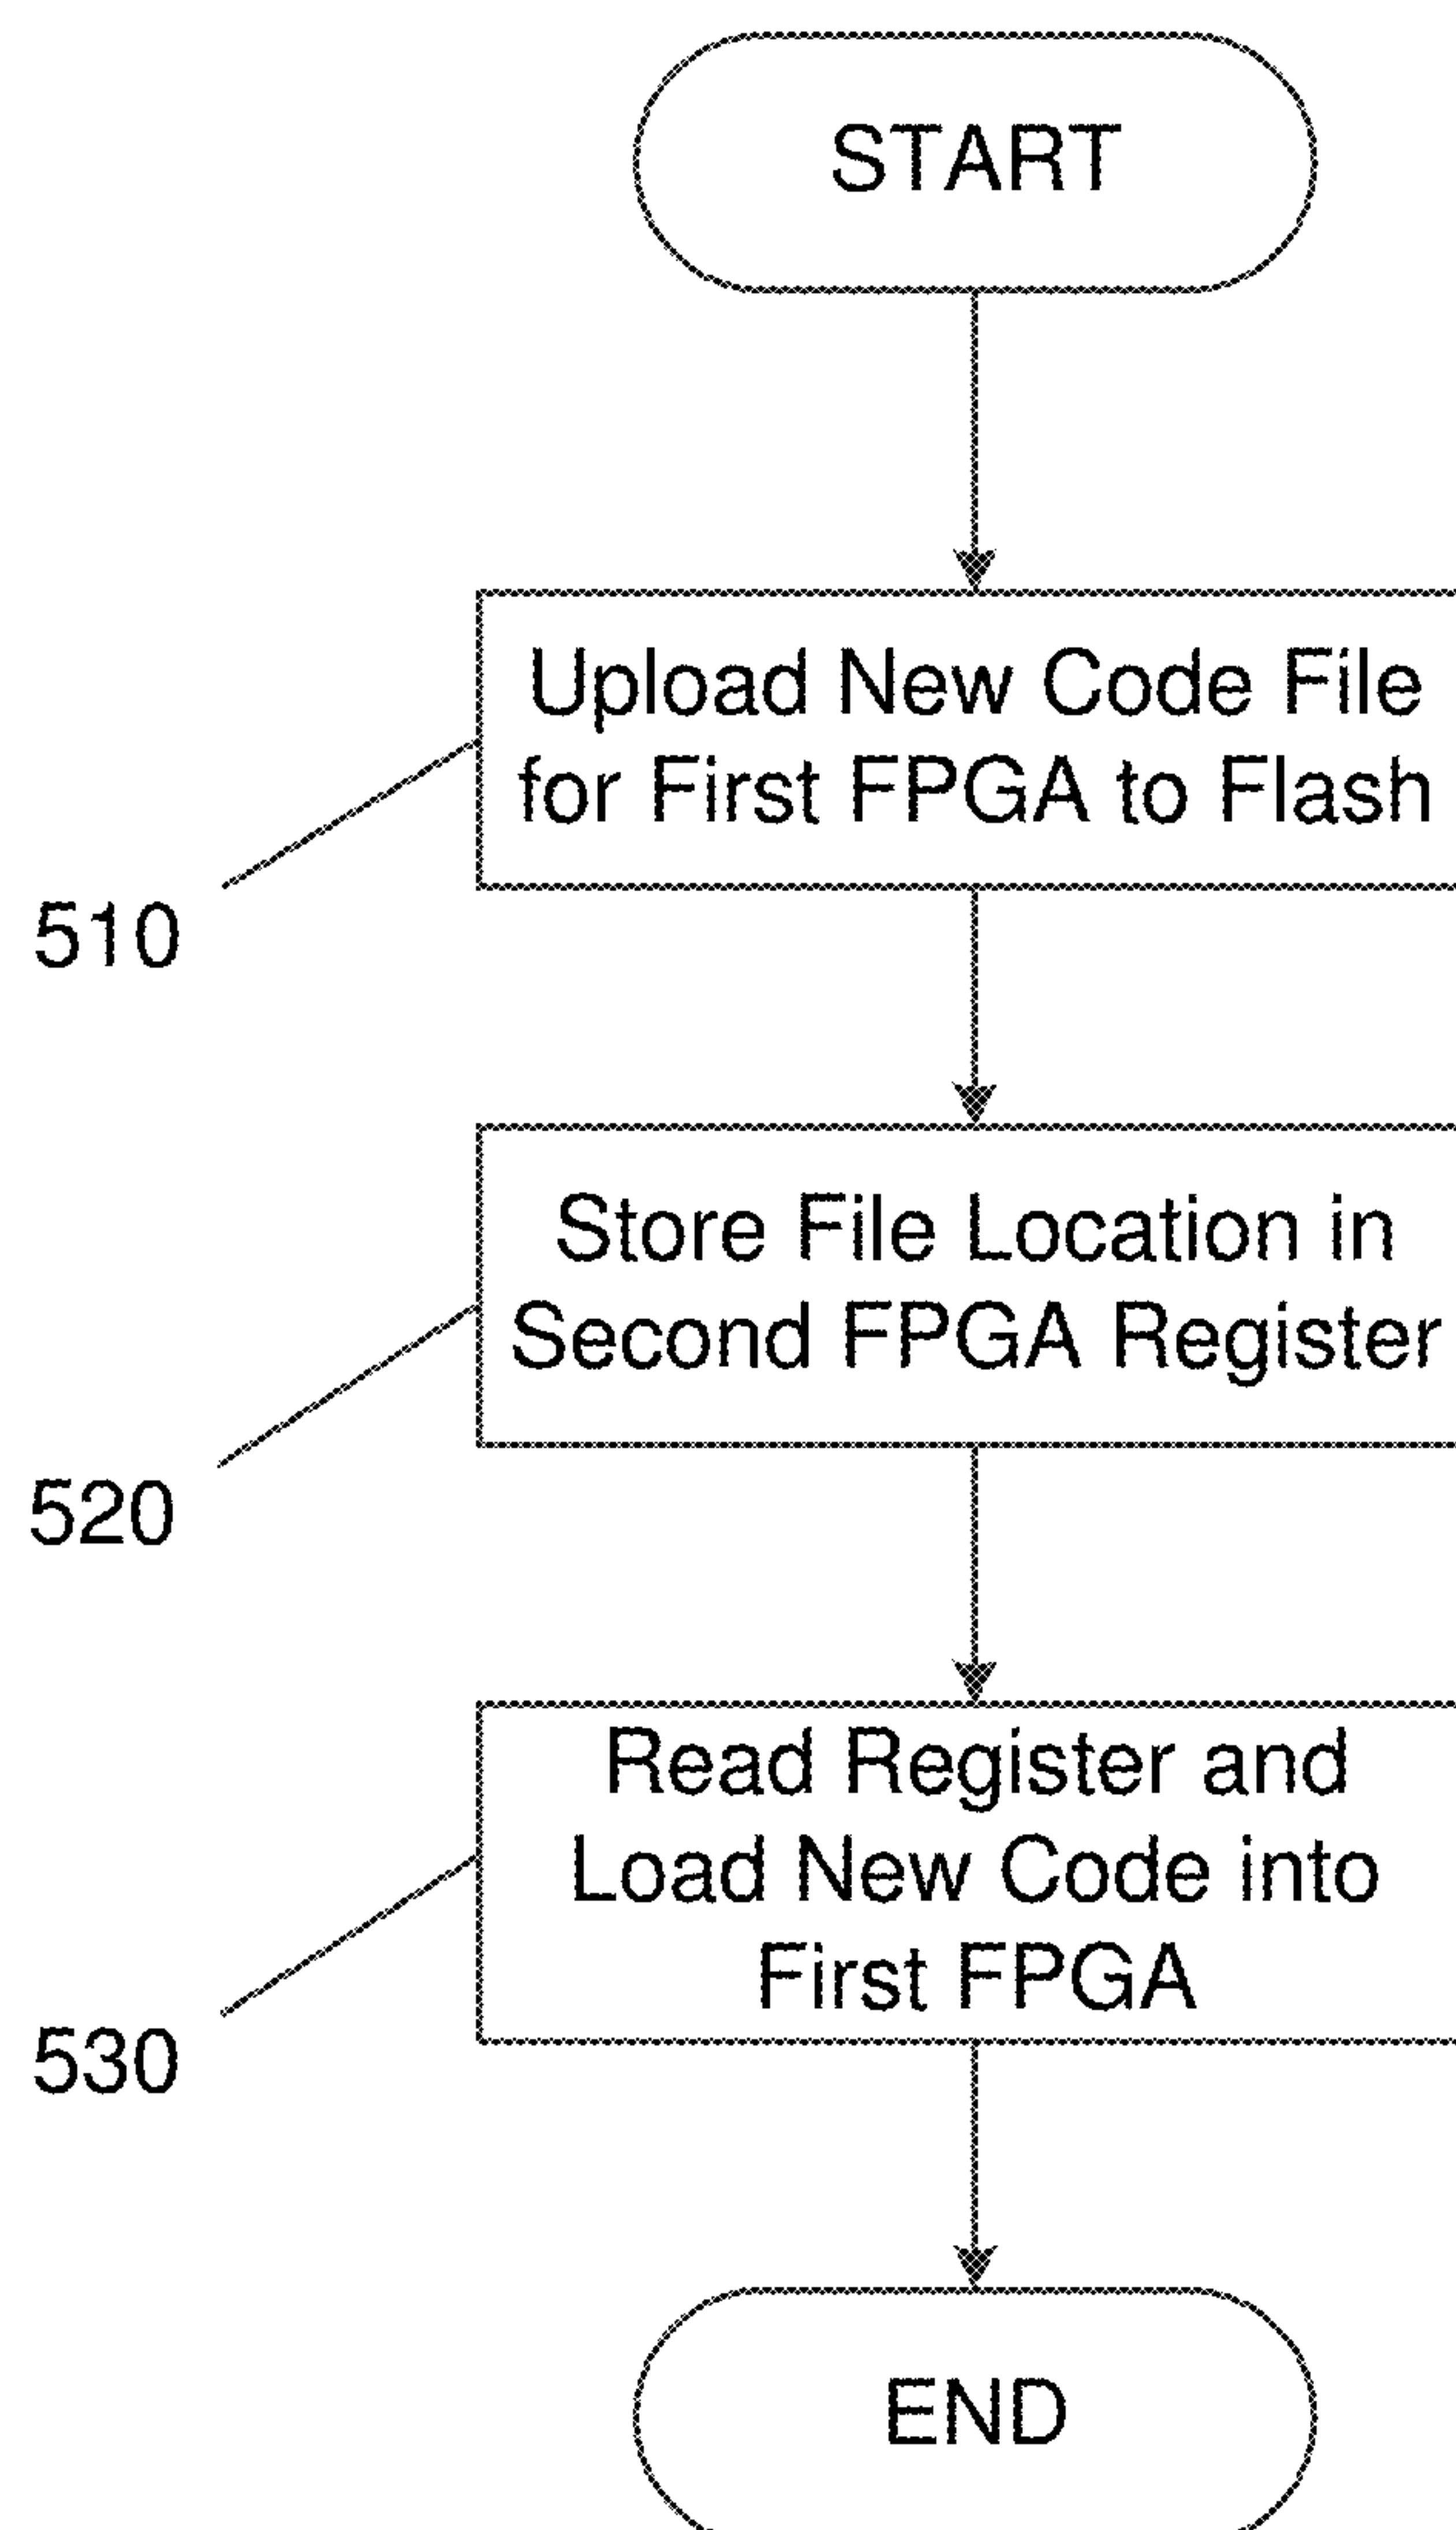 START
Upload New Code File
for First FPGA to Flash
510
Store File Location in
Second FPGA Register
520
Read Register and
Load New Code into
First FPGA
530
END